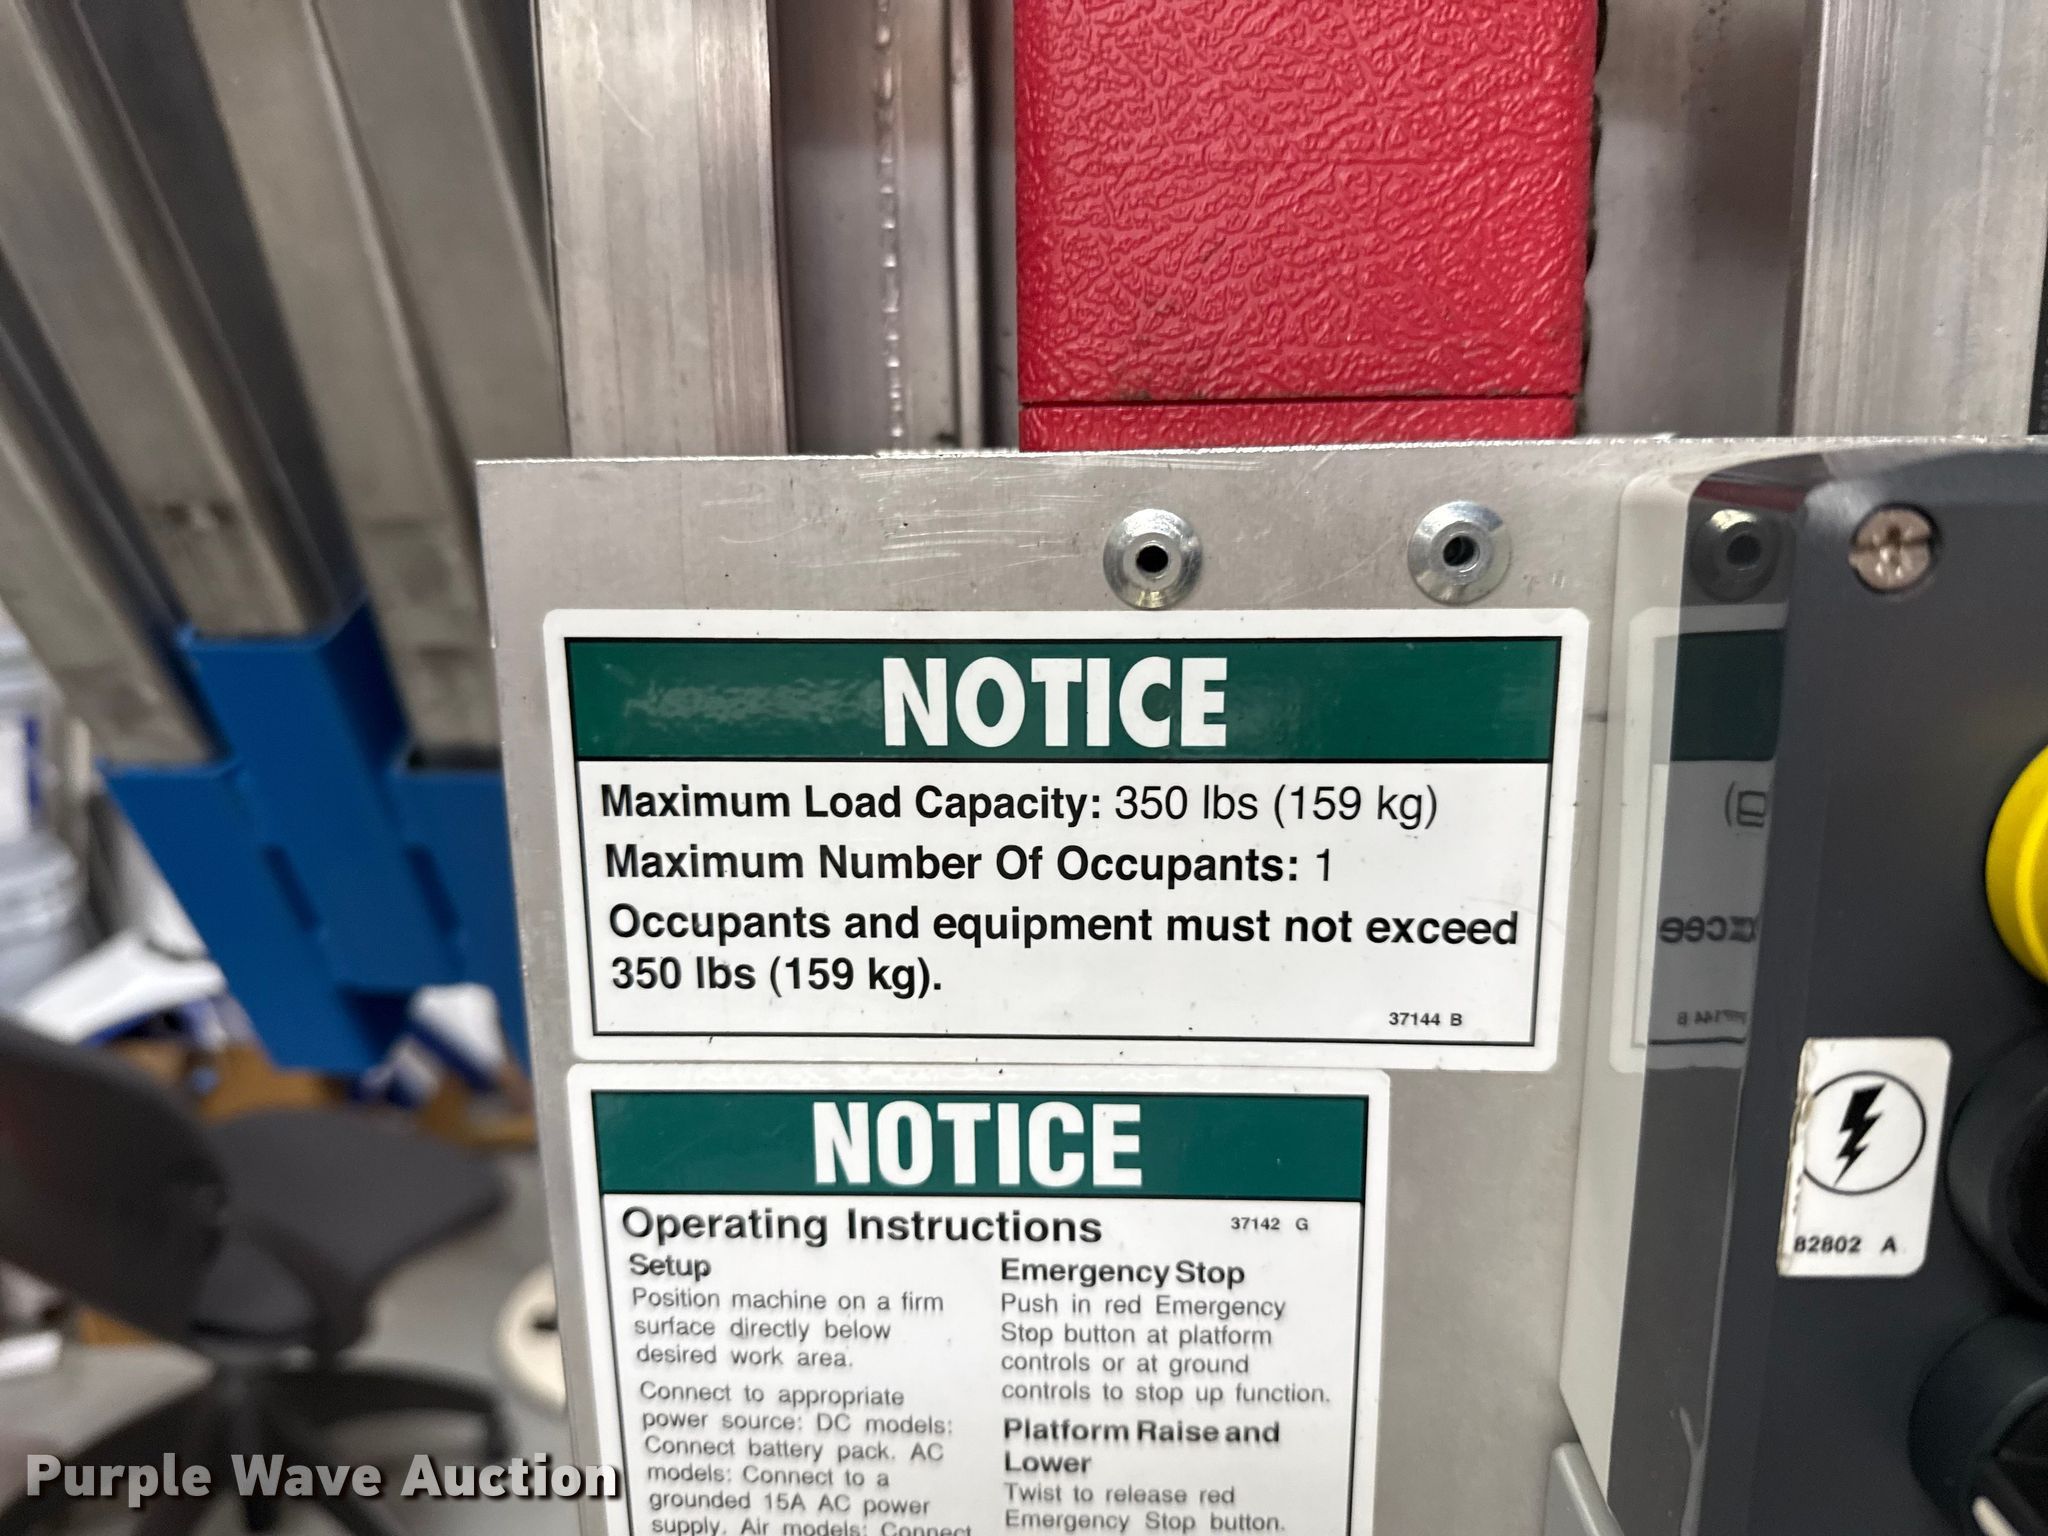 NOTICE
Maximum Load Capacity: 350 lbs (159 kg)
Maximum Number Of Occupants: 1
Occupants and equipment must not exceed
350 lbs (159 kg).
37144 B
NOTICE
Operating Instructions 37142 G
Setup
Position machine on a firm
surface directly below
desired work area.
Connect to appropriate
power source: DC models:
Connect battery pack. AC
models: Connect to a
grounded 15A AC power
supply. Air models: Connect
Emergency Stop
Push in red Emergency
Stop button at platform
controls or at ground
controls to stop up function.
Platform Raise and
Lower
Twist to release red
Emergency Stop button.
82802 A
Purple Wave Auction